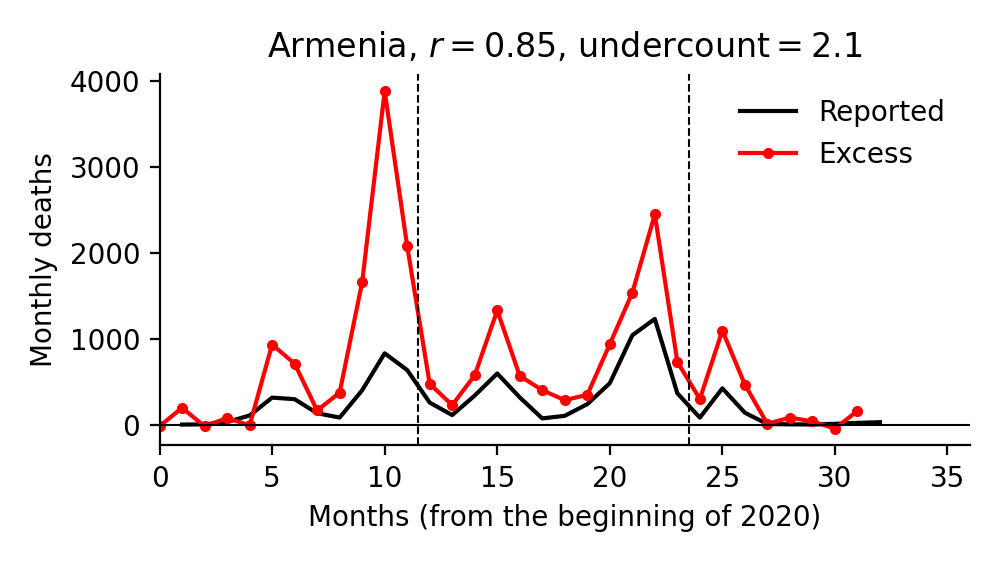 Armenia, r = 0.85, undercount = 2.1
Reported
Excess
Monthly deaths
4000
3000
2000
1000
0
0 5 10 15 20 25 30 35
Months (from the beginning of 2020)